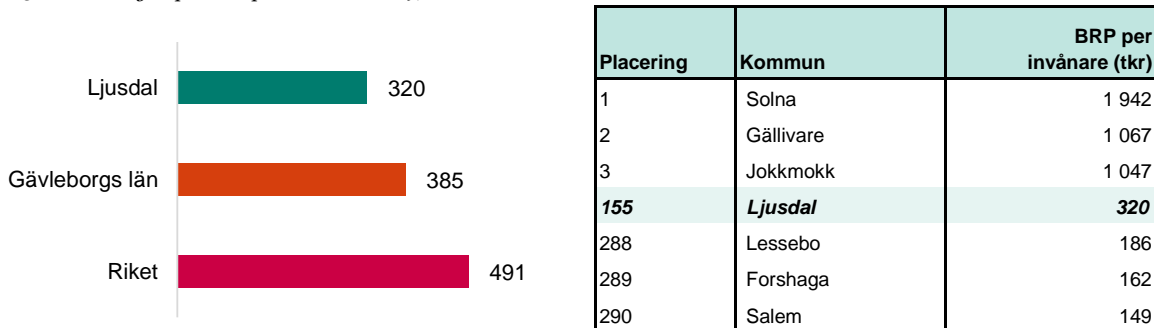 Ljusdal 320
Gävleborgs län 385
Riket 491
Placering Kommun BRP per invånare (tkr)
1 Solna 1 942
2 Gällivare 1 067
3 Jokkmokk 1 047
155 Ljusdal 320
288 Lessebo 186
289 Forshaga 162
290 Salem 149